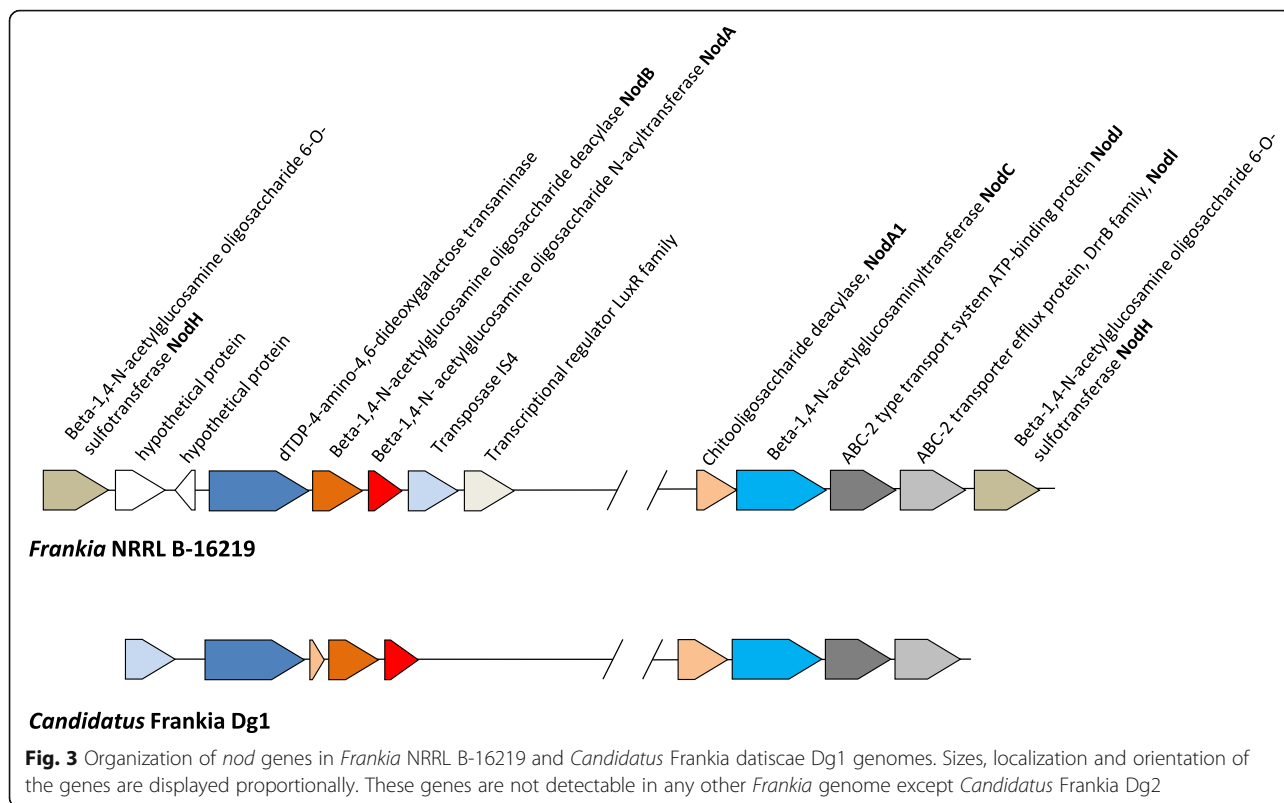 Beta-1,4-N-acetylglucosamine oligosaccharide 6-O-
sulfotransferase NodH
hypothetical protein
hypothetical protein
dTDP-4-amino-4,6-dideoxygalactose transaminase
Beta-1,4-N-acettylglucosamine oligosaccharide deacylase NodB
Beta-1,4-N- acetylglucosamine oligosaccharide N-acyltransferase NodA
Transpose IS4
Transcriptional regulator LuxR family
Chitooligosaccharide deacylase, NodA1
Beta-1,4-N-acetylglucosaminyltransferase NodC
ABC-2 type transport system ATP-binding protein NodJ
ABC-2 transporter efflux protein, DrrB family, NodI
Beta-1,4-N-acetylglucosamine oligosaccharide 6-O-
sulfotransferase NodH
Frankia NRRL B-16219
Candidatus Frankia Dg1
Fig. 3 Organization of nod genes in Frankia NRRL B-16219 and Candidatus Frankia datiscae Dg1 genomes. Sizes, localization and orientation of
the genes are displayed proportionally. These genes are not detectable in any other Frankia genome except Candidatus Frankia Dg2